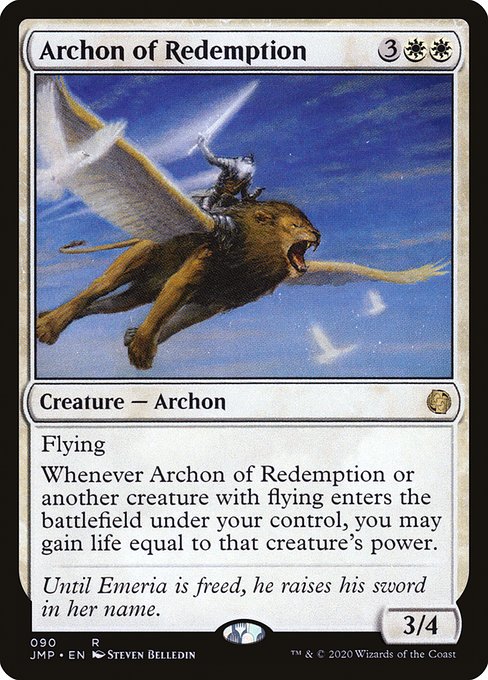 Archon of Redemption 3
Creature — Archon
Flying
Whenever Archon of Redemption or
another creature with flying enters the
battlefield under your control, you may
gain life equal to that creature's power.
Until Emeria is freed, he raises his sword
in her name.
3/4
090 R
JMP • EN Steven Belledin ™ & © 2020 Wizards of the Coast